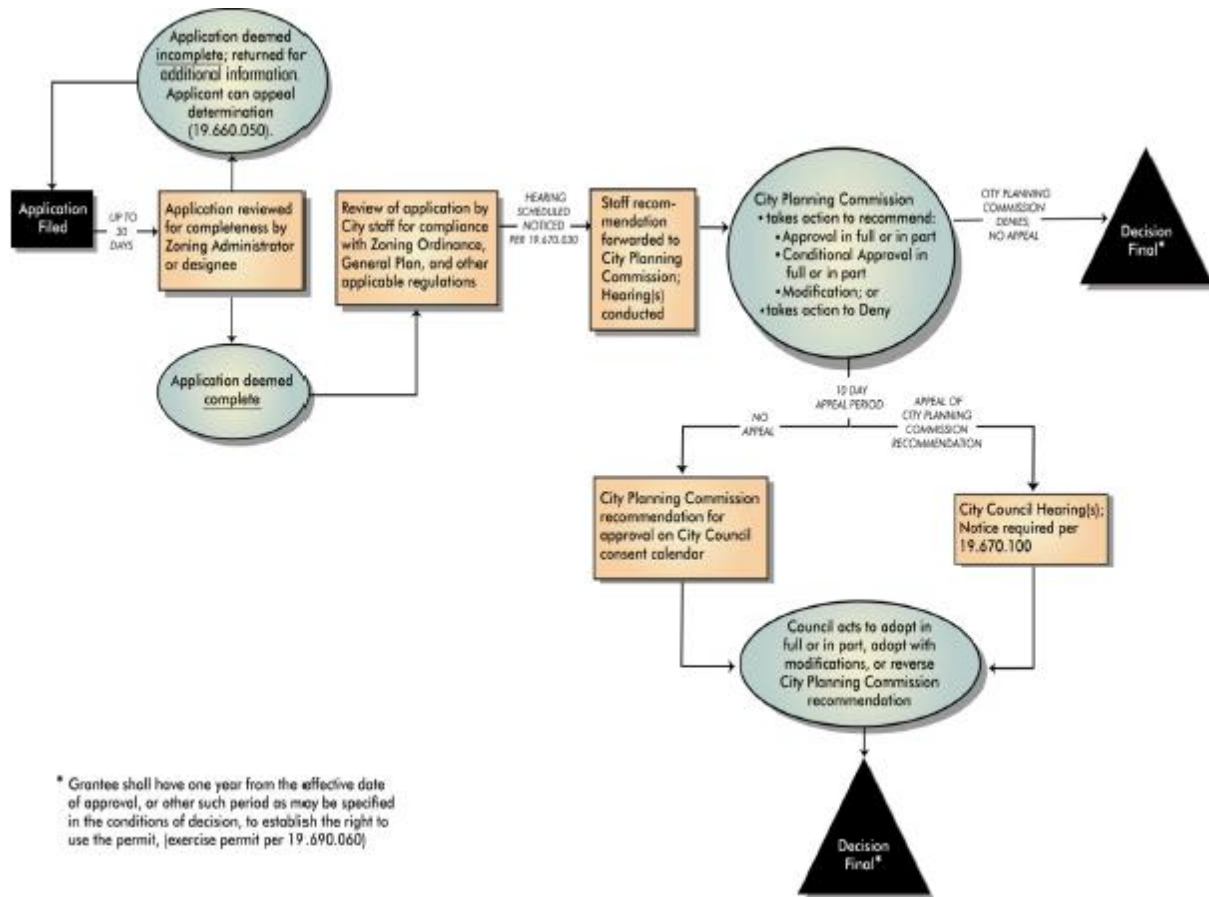 Application deemed
incomplete; returned for
additional information.
Applicant can appeal
determination
(19.660.050).
Application
Filed
UP TO
30
DAYS
Application reviewed
for completeness by
Zoning Administrator
or designee
Application deemed
complete
Review of application by
City staff for compliance
with Zoning Ordinance,
General Plan, and other
applicable regulations
HEARING
SCHEDULED
NOTICED
PER 19.670.030
Staff recom-
mendation
forwarded to
City Planning
Commission;
Hearing(s)
conducted
City Planning Commission
• takes action to recommend:
• Approval in full or in part
• Conditional Approval in
full or in part
• Modification; or
• takes action to Deny
CITY PLANNING
COMMISSION
DENIES,
NO APPEAL
Decision
Final*
10 DAY
APPEAL PERIOD
NO
APPEAL
APPEAL OF
CITY PLANNING
COMMISSION
RECOMMENDATION
City Planning Commission
recommendation for
approval on City Council
consent calendar
City Council Hearing(s);
Notice required per
19.670.100
Council acts to adopt in
full or in part, adopt with
modifications, or reverse
City Planning Commission
recommendation
Decision
Final*
* Grantee shall have one year from the effective date
of approval, or other such period as may be specified
in the conditions of decision, to establish the right to
use the permit, (exercise permit per 19.690.060)